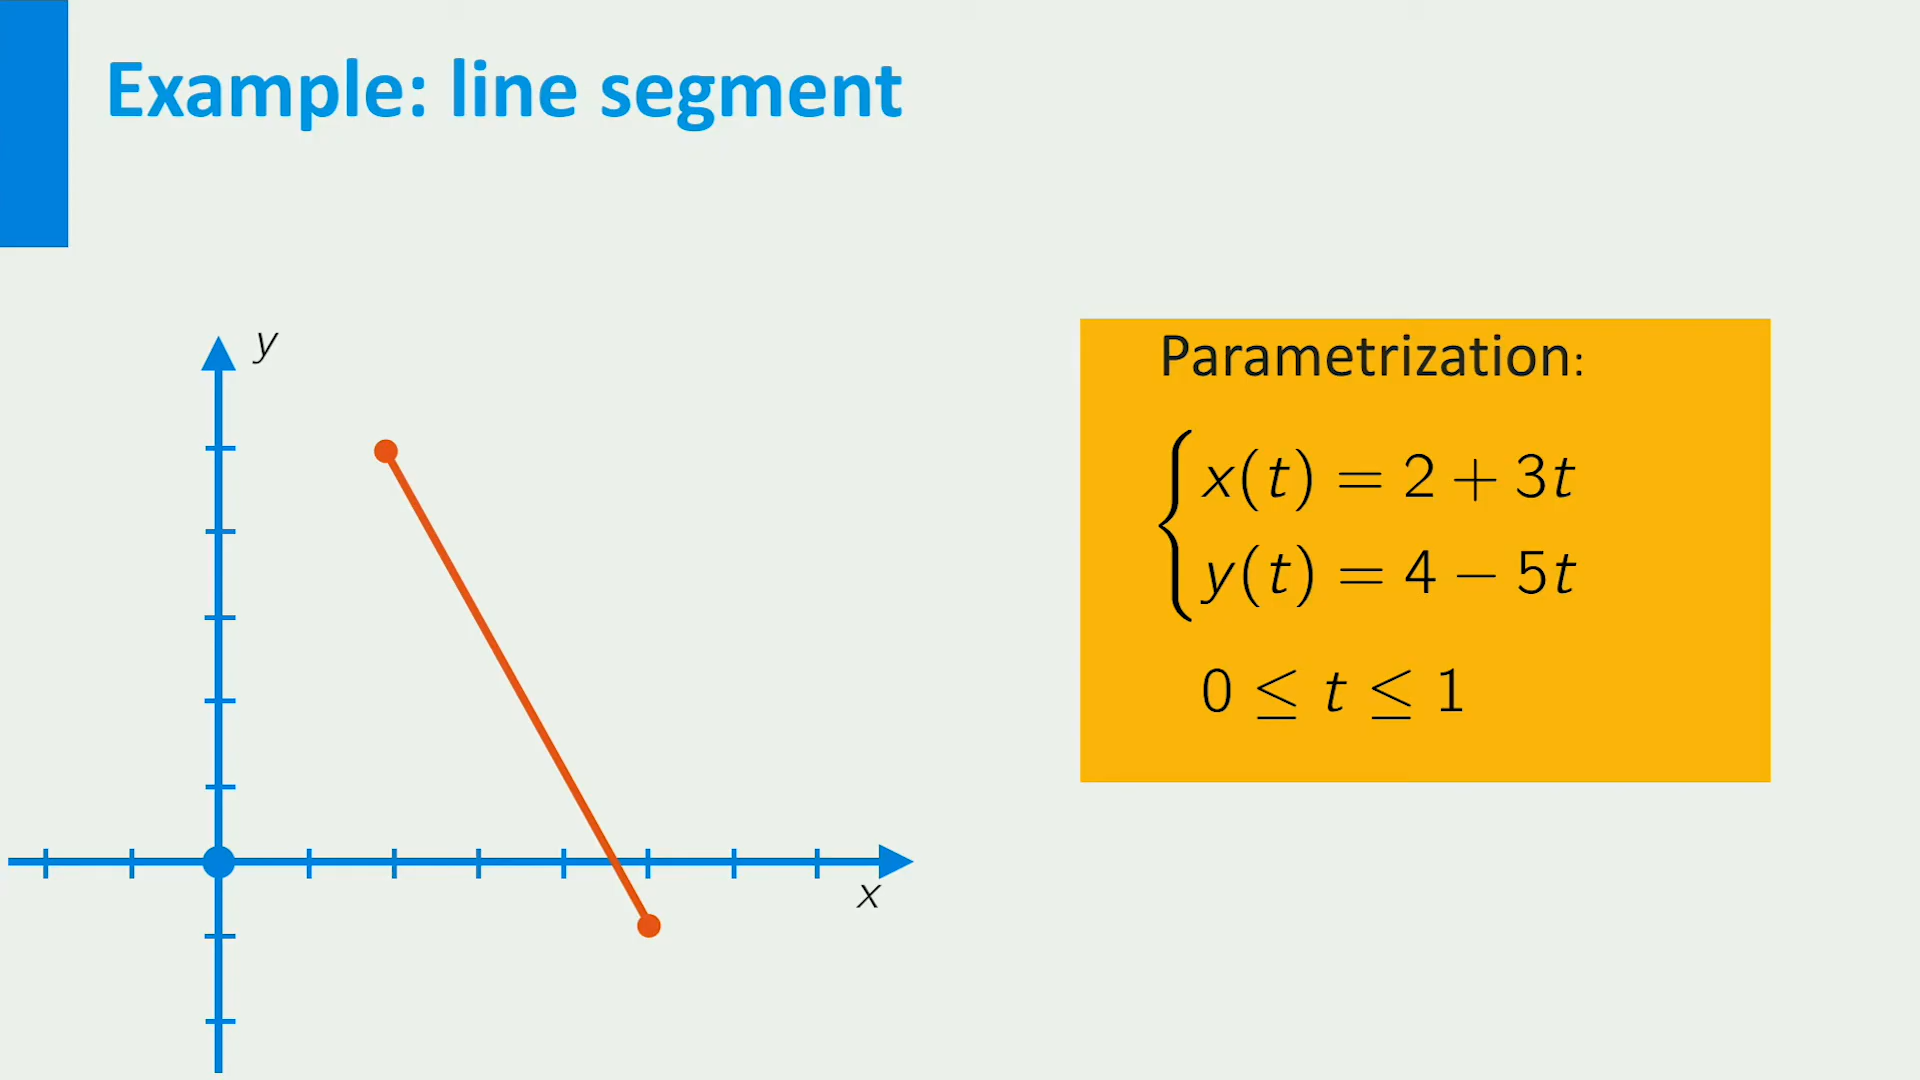 Example: line segment
y
x
Parametrization:
x(t) = 2 + 3t
y(t) = 4 − 5t
0 ≤ t ≤ 1